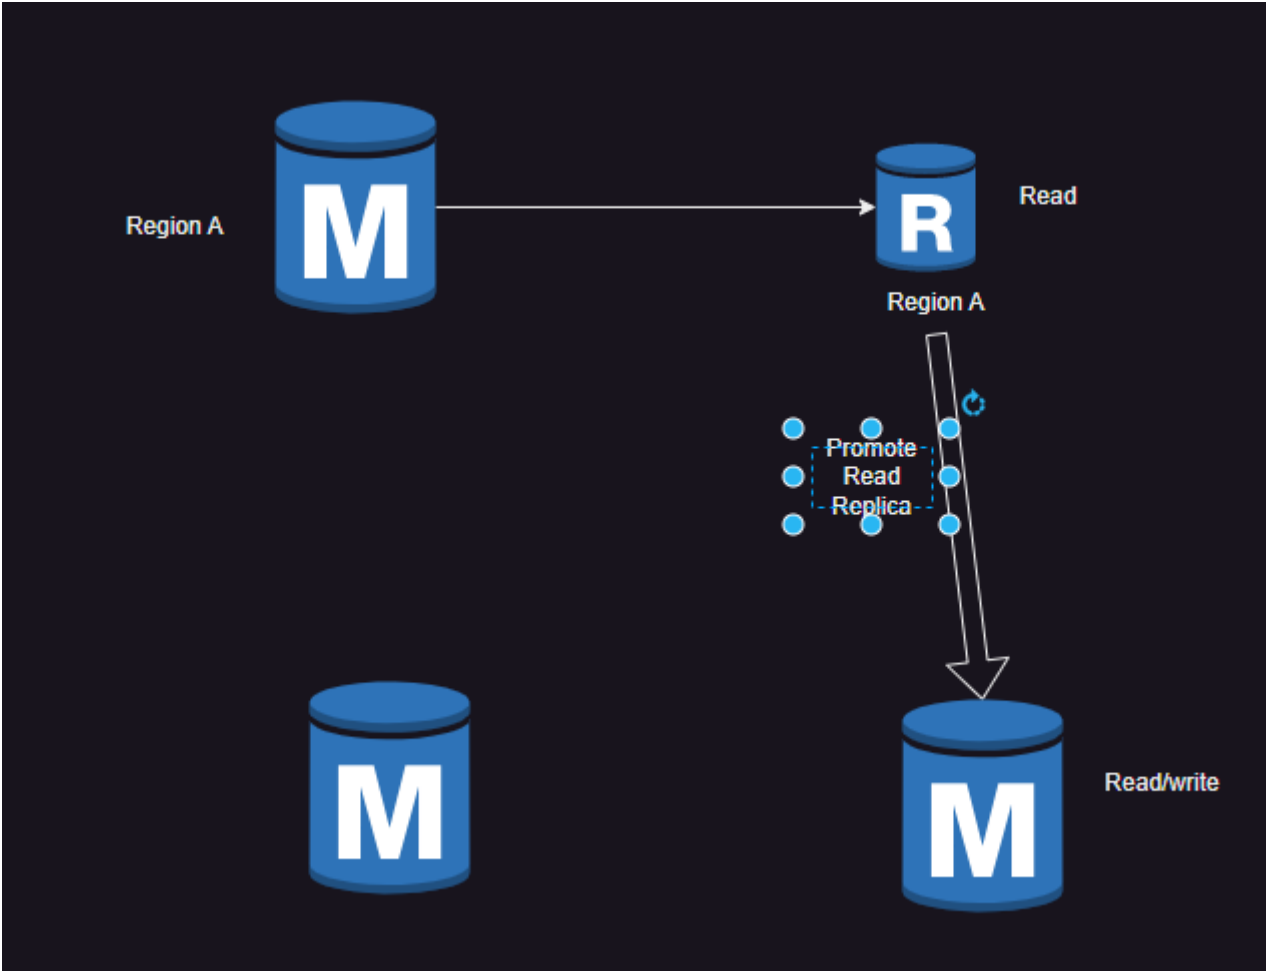 M
R
Read
Region A
Region A
Promote
Read
Replica
M
M
Read/write